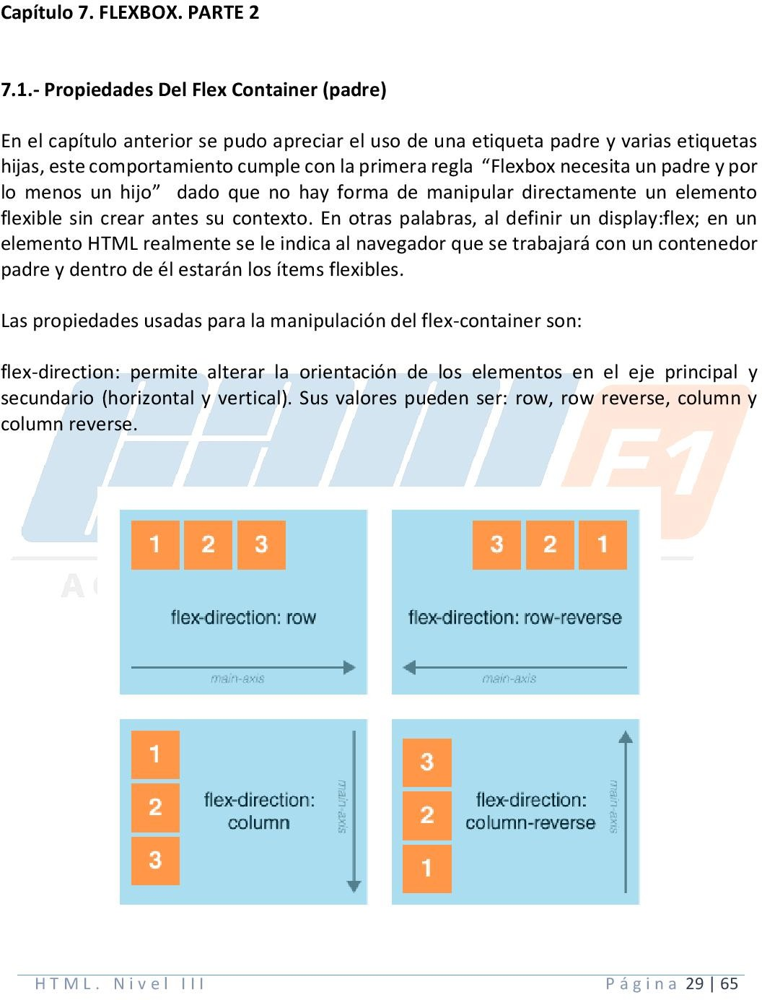 Capítulo 7. FLEXBOX. PARTE 2
7.1.- Propiedades Del Flex Container (padre)
En el capítulo anterior se pudo apreciar el uso de una etiqueta padre y varias etiquetas
hijas, este comportamiento cumple con la primera regla “Flexbox necesita un padre y por
lo menos un hijo” dado que no hay forma de manipular directamente un elemento
flexible sin crear antes su contexto. En otras palabras, al definir un display:flex; en un
elemento HTML realmente se le indica al navegador que se trabajará con un contenedor
padre y dentro de él estarán los ítems flexibles.
Las propiedades usadas para la manipulación del flex-container son:
flex-direction: permite alterar la orientación de los elementos en el eje principal y
secundario (horizontal y vertical). Sus valores pueden ser: row, row reverse, column y
column reverse.
F1
A
1 2 3
flex-direction: row
main-axis
3 2 1
flex-direction: row-reverse
main-axis
1
2
3
flex-direction:
column
main-axis
3
2
1
flex-direction:
column-reverse
main-axis
HTML. Nivel III
Página 29 | 65